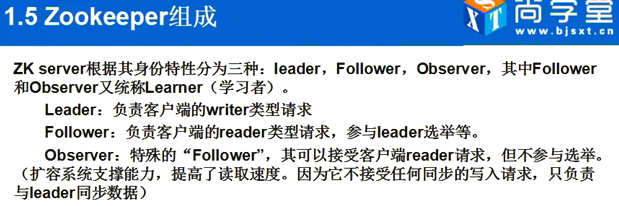 1.5 Zookeeper组成
尚学堂
www.bjsxt.cn
ZK server根据其身份特性分为三种：leader，Follower，Observer，其中Follower
和Observer又统称Learner（学习者）。
Leader：负责客户端的writer类型请求
Follower：负责客户端的reader类型请求，参与leader选举等。
Observer：特殊的“Follower”，其可以接受客户端reader请求，但不参与选举。
（扩容系统支撑能力，提高了读取速度。因为它不接受任何同步的写入请求，只负责
与leader同步数据）